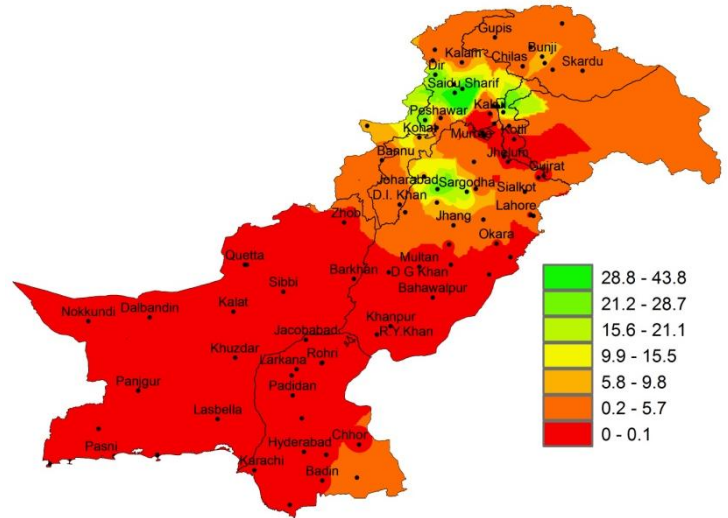 Gupis
Kalam
Chilas
Bunji
Skardu
Dir
Saidu Sharif
Peshawar
Kohat
Kotli
Bannu
Jhelum
Gujrat
Joharabad
Sargodha
Sialkot
D.I. Khan
Lahore
Zhob
Jhang
Okara
Quetta
Multan
Barkhan
D.G.Khan
Sibbi
Bahawalpur
Nokkundi
Dalbandin
Kalat
Khanpur
R.Y.Khan
Jacobabad
Khuzdar
Larkana
Rohri
Panjgur
Padidan
Lasbella
Pasni
Hyderabad
Chhor
Karachi
Badin
28.8 - 43.8
21.2 - 28.7
15.6 - 21.1
9.9 - 15.5
5.8 - 9.8
0.2 - 5.7
0 - 0.1